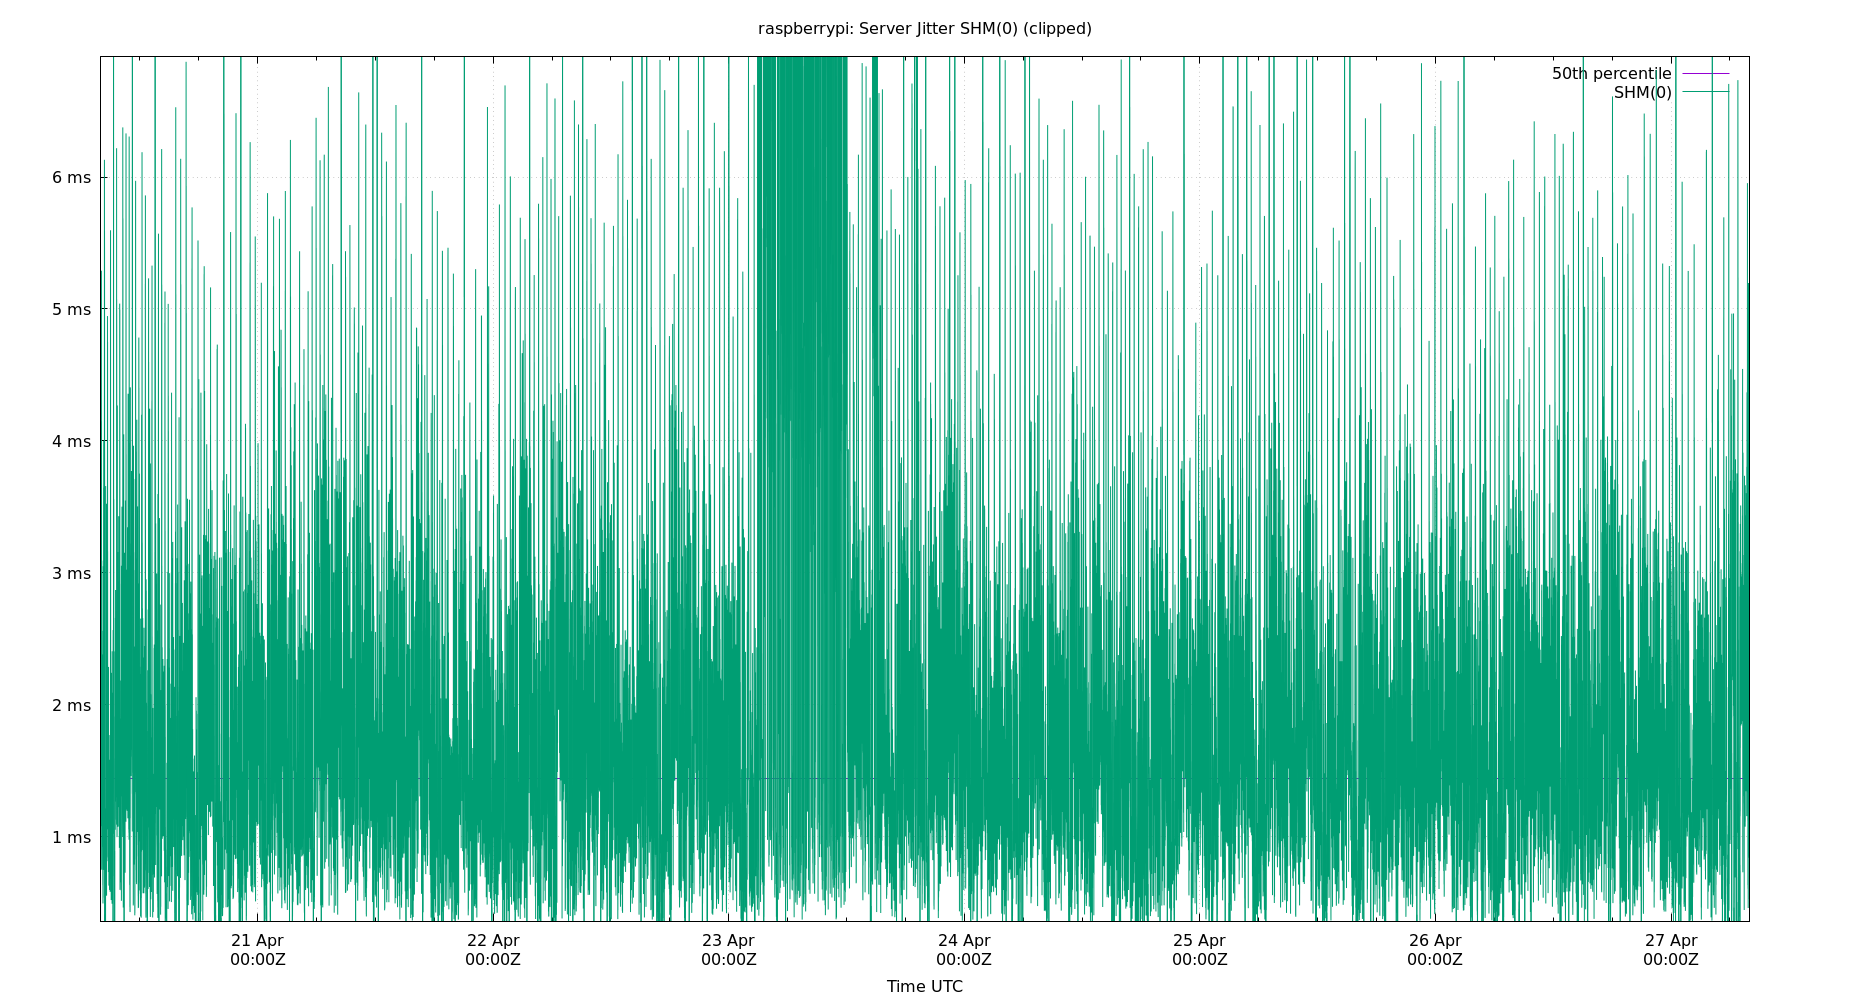 raspberrypi: Server Jitter SHM(0) (clipped)
50th percentile
SHM(0)
6 ms
5 ms
4 ms
3 ms
2 ms
1 ms
21 Apr 22 Apr 23 Apr 24 Apr 25 Apr 26 Apr 27 Apr
00:00Z 00:00Z 00:00Z 00:00Z 00:00Z 00:00Z 00:00Z
Time UTC